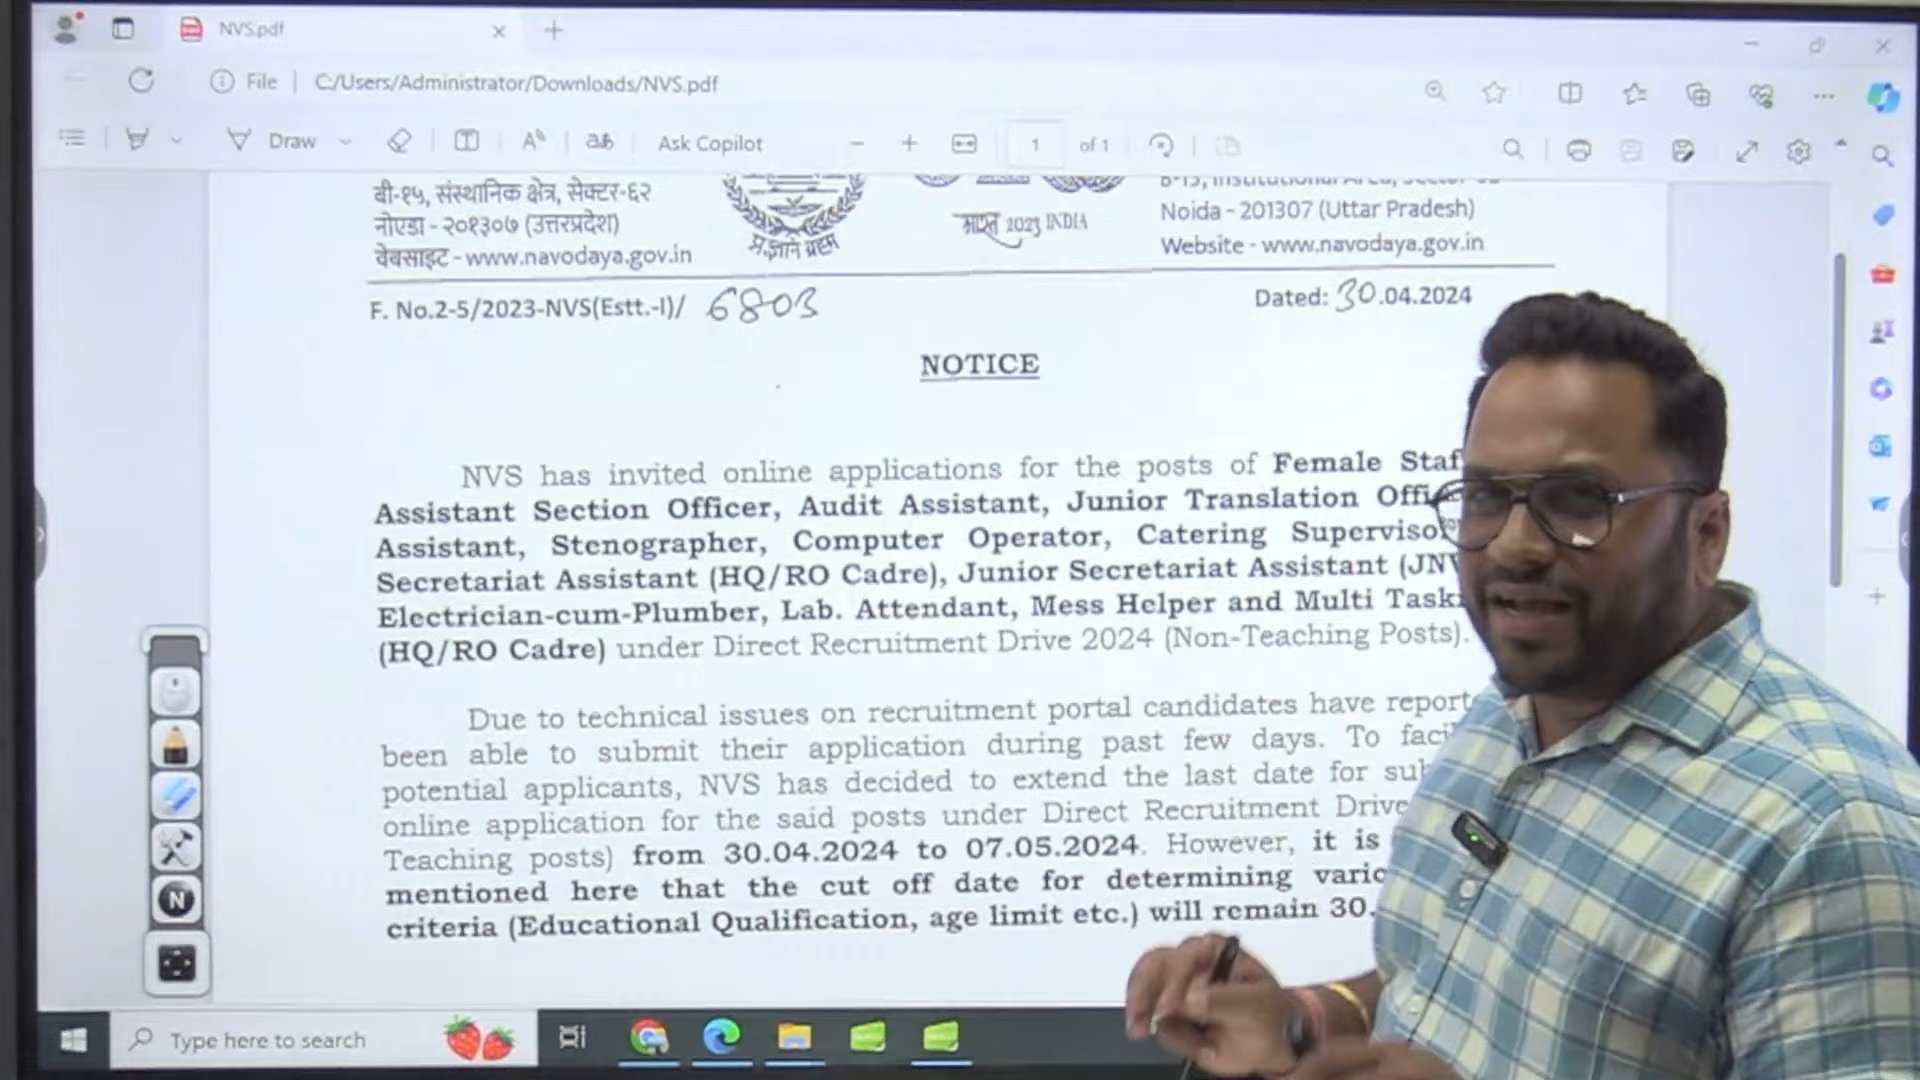 NVS.pdf
File | C:/Users/Administrator/Downloads/NVS.pdf
Draw Ask Copilot 1 of 1
बी-१५, संस्थानिक क्षेत्र, सेक्टर-६२
नोएडा - २०१३०७ (उत्तरप्रदेश)
वेबसाइट - www.navodaya.gov.in
2023 INDIA
B-15, Institutional Area,
Noida - 201307 (Uttar Pradesh)
Website - www.navodaya.gov.in
F. No.2-5/2023-NVS(Estt.-I)/ 6803
Dated: 30.04.2024
NOTICE
NVS has invited online applications for the posts of Female Staf
Assistant Section Officer, Audit Assistant, Junior Translation Offi
Assistant, Stenographer, Computer Operator, Catering Superviso
Secretariat Assistant (HQ/RO Cadre), Junior Secretariat Assistant (JNV
Electrician-cum-Plumber, Lab. Attendant, Mess Helper and Multi Task
(HQ/RO Cadre) under Direct Recruitment Drive 2024 (Non-Teaching Posts).
Due to technical issues on recruitment portal candidates have report
been able to submit their application during past few days. To facil
potential applicants, NVS has decided to extend the last date for sub
online application for the said posts under Direct Recruitment Drive
Teaching posts) from 30.04.2024 to 07.05.2024. However, it is
mentioned here that the cut off date for determining vario
criteria (Educational Qualification, age limit etc.) will remain 30.
N
Type here to search